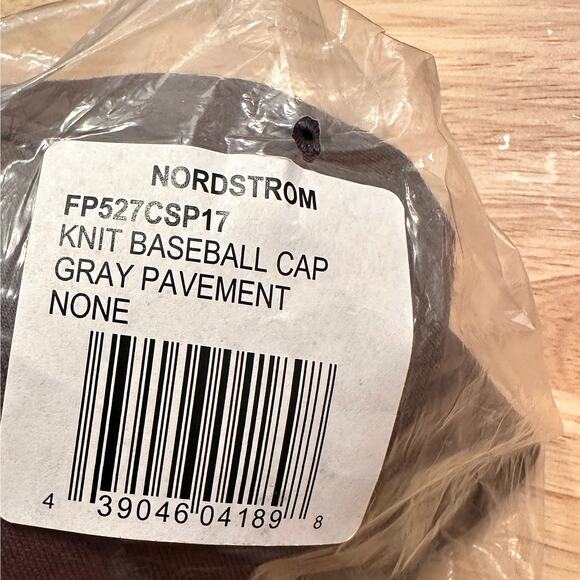 NORDSTROM
FP527CSP17
KNIT BASEBALL CAP
GRAY PAVEMENT
NONE
4 39046 04189 8